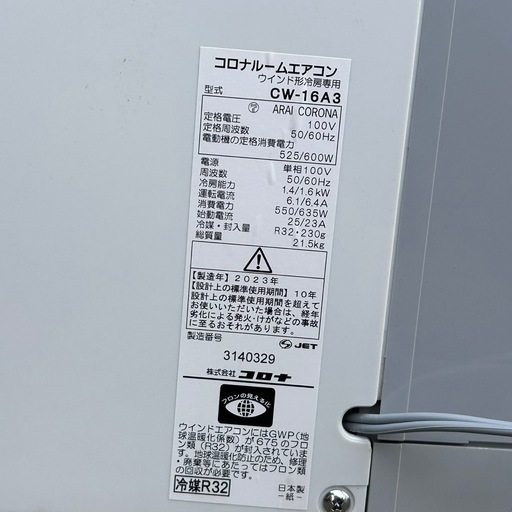 コロナルームエアコン
ウインド形冷房専用
型式 CW-16A3
ARAI CORONA
定格電圧 100V
定格周波数 50/60Hz
電動機の定格消費電力
525/600W
電源 単相100V
周波数 50/60Hz
冷房能力 1.4/1.6kW
運転電流 6.1/6.4A
消費電力 550/635W
始動電流 25/23A
冷媒・封入量 R32・230g
総質量 21.5kg
【製造年】2023年
【設計上の標準使用期間】10年
設計上の標準使用期間を超えて
お使いいただいた場合は、経年
劣化による発火・けがなどの事故
に至るおそれがあります。
製造番号 JET
3140329
株式会社 コロナ
フロンの見える化
ウインドエアコンにはGWP(地
球温暖化係数)が675のフロ
ン類(R32)が封入されていま
す。地球温暖化防止のため、修理
・廃棄等にあたってはフロン類
の回収が必要です。
冷媒R32 日本製
-紙-